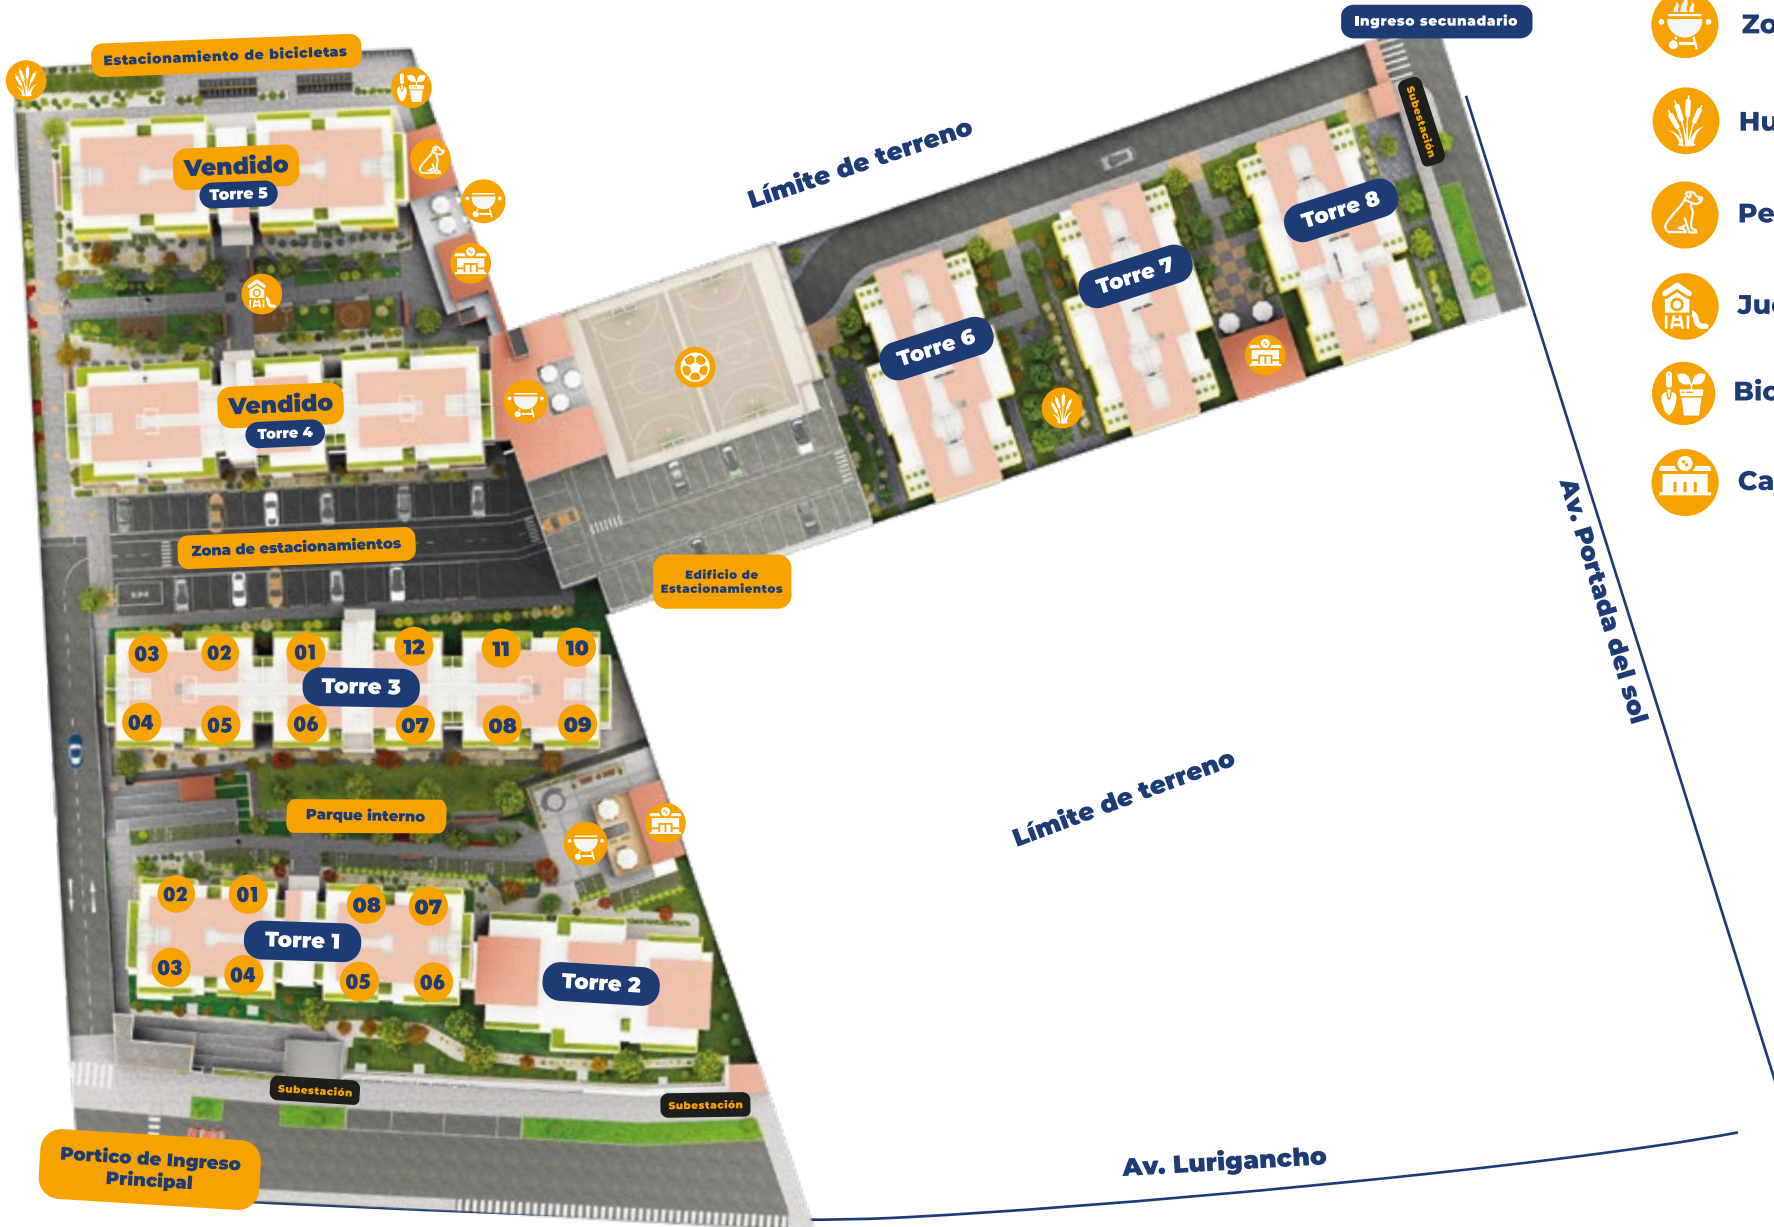 Ingreso secunadario
Estacionamiento de bicicletas
Subestación
Límite de terreno
Vendido
Torre 5
Torre 8
Torre 7
Torre 6
Vendido
Torre 4
Zona de estacionamientos
Edificio de
Estacionamientos
Av. Portada del sol
03 02 01 12 11 10
Torre 3
04 05 06 07 08 09
Límite de terreno
Parque interno
02 01 08 07
Torre 1
03 04 05 06
Torre 2
Subestación
Subestación
Portico de Ingreso
Principal
Av. Lurigancho
Zo
Hu
Pe
Ca